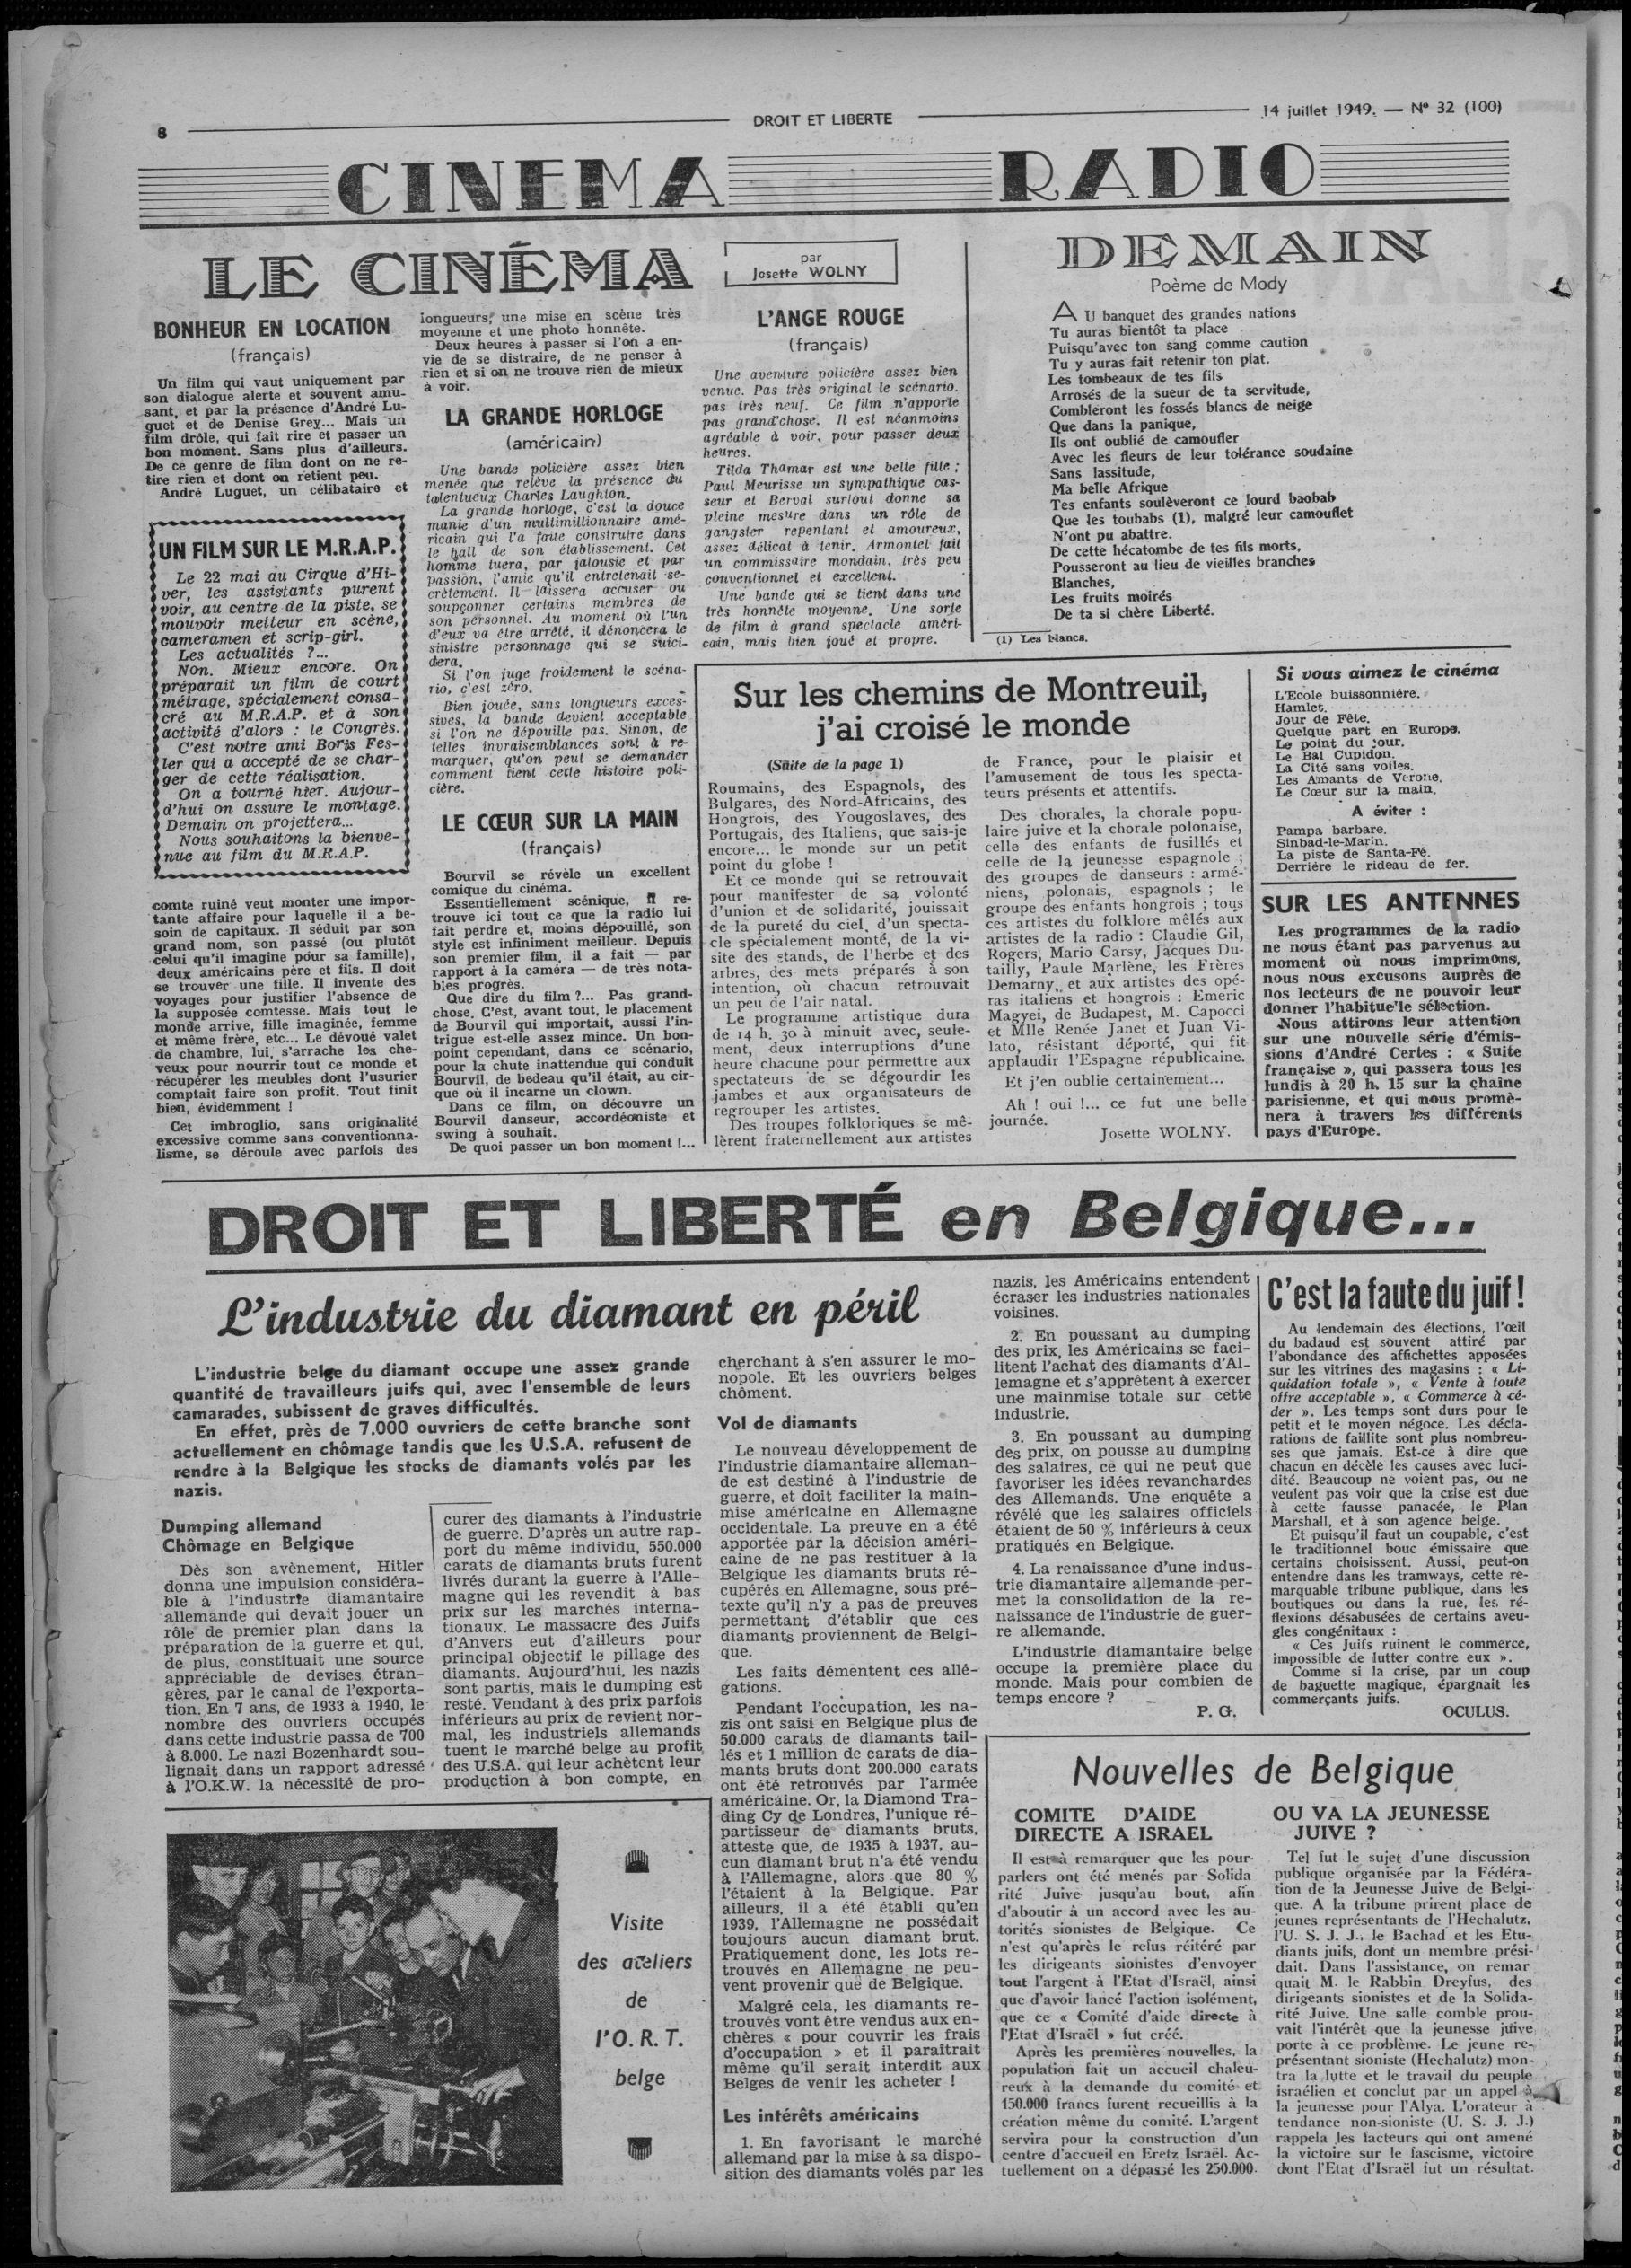 8
DROIT ET LIBERTE
14 juillet 1949. — Nº 32 (100)
CINEMA
RADIO
LE CINÉMA
par
Josette WOLNY
BONHEUR EN LOCATION
(français)
Un film qui vaut uniquement par
son dialogue alerte et souvent amu-
sant, et par la présence d'André Lu-
guet et de Denise Grey... Mais un
film drôle, qui fait rire et passer un
bon moment. Sans plus d'ailleurs.
De ce genre de film dont on ne re-
tire rien et dont on retient peu.
André Luguet, un célibataire et
UN FILM SUR LE M.R.A.P.
Le 22 mai au Cirque d'Hi-
ver, les assistants purent
voir, au centre de la piste, se
mouvoir metteur en scène,
cameramen et scrip-girl.
Les actualités ?...
Non. Mieux encore. On
préparait un film de court
métrage, spécialement consa-
cré au M.R.A.P. et à son
activité d'alors : le Congrès.
C'est notre ami Boris Fes-
ler qui a accepté de se char-
ger de cette réalisation.
On a tourné hier. Aujour-
d'hui on assure le montage.
Demain on projettera...
Nous souhaitons la bienve-
nue au film du M.R.A.P.
comte ruiné veut monter une impor-
tante affaire pour laquelle il a be-
soin de capitaux. Il séduit par son
grand nom, son passé (ou plutôt
celui qu'il imagine pour sa famille),
deux américains père et fils. Il doit
se trouver une fille. Il invente des
voyages pour justifier l'absence de
la supposée comtesse. Mais tout le
monde arrive, fille imaginée, femme
et même frère, etc... Le dévoué valet
de chambre, lui, s'arrache les che-
veux pour nourrir tout ce monde et
récupérer les meubles dont l'usurier
comptait faire son profit. Tout finit
bien, évidemment !
Cet imbroglio, sans originalité
excessive comme sans conventionna-
lisme, se déroule avec parfois des
longueurs, une mise en scène très
moyenne et une photo honnête.
Deux heures à passer si l'on a en-
vie de se distraire, de ne penser à
rien et si on ne trouve rien de mieux
à voir.
LA GRANDE HORLOGE
(américain)
Une bande policière assez bien
menée que relève la présence du
talentueux Charles Laughton.
La grande horloge, c'est la douce
manie d'un multimillionnaire amé-
ricain qui l'a faite construire dans
le hall de son établissement. Cet
homme tuera, par jalousie et par
passion, l'amie qu'il entretenait se-
crètement. Il laissera accuser ou
soupçonner certains membres de
son personnel. Au moment où l'un
d'eux va être arrêté, il dénoncera le
sinistre personnage qui se suici-
dera.
Si l'on juge froidement le scéna-
rio, c'est zéro.
Bien jouée, sans longueurs exces-
sives, la bande devient acceptable
si l'on ne dépouille pas. Sinon, de
telles invraisemblances sont à re-
marquer, qu'on peut se demander
comment tient cette histoire poli-
cière.
LE CŒUR SUR LA MAIN
(français)
Bourvil se révèle un excellent
comique du cinéma.
Essentiellement scénique, il re-
trouve ici tout ce que la radio lui
fait perdre et, moins dépouillé, son
style est infiniment meilleur. Depuis
son premier film, il a fait — par
rapport à la caméra — de très nota-
bles progrès.
Que dire du film ?... Pas grand-
chose. C'est, avant tout, le placement
de Bourvil qui importait, aussi l'in-
trigue est-elle assez mince. Un bon-
point cependant, dans ce scénario,
pour la chute inattendue qui conduit
Bourvil, de bedeau qu'il était, au cir-
que où il incarne un clown.
Dans ce film, on découvre un
Bourvil danseur, accordéoniste et
swing à souhait.
De quoi passer un bon moment !...
L'ANGE ROUGE
(français)
Une aventure policière assez bien
venue. Pas très original le scénario.
pas très neuf. Ce film n'apporte
pas grand'chose. Il est néanmoins
agréable à voir, pour passer deux
heures.
Tilda Thamar est une belle fille ;
Paul Meurisse un sympathique cas-
seur et Berval surtout donne sa
pleine mesure dans un rôle de
gangster repentant et amoureux,
assez délicat à tenir. Armontel fait
un commissaire mondain, très peu
conventionnel et excellent.
Une bande qui se tient dans une
très honnête moyenne. Une sorte
de film à grand spectacle améri-
cain, mais bien joué et propre.
DEMAIN
Poème de Mody
AU banquet des grandes nations
Tu auras bientôt ta place
Puisqu'avec ton sang comme caution
Tu y auras fait retenir ton plat.
Les tombeaux de tes fils
Arrosés de la sueur de ta servitude,
Combleront les fossés blancs de neige
Que dans la panique,
Ils ont oublié de camoufler
Avec les fleurs de leur tolérance soudaine
Sans lassitude,
Ma belle Afrique
Tes enfants soulèveront ce lourd baobab
Que les toubabs (1), malgré leur camouflet
N'ont pu abattre.
De cette hécatombe de tes fils morts,
Pousseront au lieu de vieilles branches
Blanches,
Les fruits moirés
De ta si chère Liberté.
(1) Les blancs.
Sur les chemins de Montreuil,
j'ai croisé le monde
(Suite de la page 1)
Roumains, des Espagnols, des
Bulgares, des Nord-Africains, des
Hongrois, des Yougoslaves, des
Portugais, des Italiens, que sais-je
encore... le monde sur un petit
point du globe !
Et ce monde qui se retrouvait
pour manifester de sa volonté
d'union et de solidarité, jouissait
de la pureté du ciel, d'un specta-
cle spécialement monté, de la vi-
site des stands, de l'herbe et des
arbres, des mets préparés à son
intention, où chacun retrouvait
un peu de l'air natal.
Le programme artistique dura
de 14 h. 30 à minuit avec, seule-
ment, deux interruptions d'une
heure chacune pour permettre aux
spectateurs de se dégourdir les
jambes et aux organisateurs de
regrouper les artistes.
Des troupes folkloriques se mê-
lèrent fraternellement aux artistes
de France, pour le plaisir et
l'amusement de tous les specta-
teurs présents et attentifs.
Des chorales, la chorale popu-
laire juive et la chorale polonaise,
celle des enfants de fusillés et
celle de la jeunesse espagnole ;
des groupes de danseurs : armé-
niens, polonais, espagnols ; le
groupe des enfants hongrois ; tous
ces artistes du folklore mêlés aux
artistes de la radio : Claudie Gil,
Rogers, Mario Carsy, Jacques Du-
tailly, Paule Marlène, les Frères
Demarny, et aux artistes des opé-
ras italiens et hongrois : Emeric
Magyei, de Budapest, M. Capocci
et Mlle Renée Janet et Juan Vi-
lato, résistant déporté, qui fit
applaudir l'Espagne républicaine.
Et j'en oublie certainement...
Ah ! oui !... ce fut une belle
journée.
Josette WOLNY.
Si vous aimez le cinéma
L'Ecole buissonnière.
Hamlet.
Jour de Fête.
Quelque part en Europe.
Le point du jour.
Le Bal Cupidon.
La Cité sans voiles.
Les Amants de Verone.
Le Cœur sur la main.
A éviter :
Pampa barbare.
Sinbad-le-Marin.
La piste de Santa-Fé.
Derrière le rideau de fer.
SUR LES ANTENNES
Les programmes de la radio
ne nous étant pas parvenus au
moment où nous imprimons,
nous nous excusons auprès de
nos lecteurs de ne pouvoir leur
donner l'habituelle sélection.
Nous attirons leur attention
sur une nouvelle série d'émis-
sions d'André Certes : « Suite
française », qui passera tous les
lundis à 20 h. 15 sur la chaîne
parisienne, et qui nous promè-
nera à travers les différents
pays d'Europe.
DROIT ET LIBERTÉ en Belgique...
L'industrie du diamant en péril
L'industrie belge du diamant occupe une assez grande
quantité de travailleurs juifs qui, avec l'ensemble de leurs
camarades, subissent de graves difficultés.
En effet, près de 7.000 ouvriers de cette branche sont
actuellement en chômage tandis que les U.S.A. refusent de
rendre à la Belgique les stocks de diamants volés par les
nazis.
Dumping allemand
Chômage en Belgique
Dès son avènement, Hitler
donna une impulsion considéra-
ble à l'industrie diamantaire
allemande qui devait jouer un
rôle de premier plan dans la
préparation de la guerre et qui,
de plus, constituait une source
appréciable de devises étran-
gères, par le canal de l'exporta-
tion. En 7 ans, de 1933 à 1940, le
nombre des ouvriers occupés
dans cette industrie passa de 700
à 8.000. Le nazi Bozenhardt sou-
lignait dans un rapport adressé
à l'O.K.W. la nécessité de pro-
curer des diamants à l'industrie
de guerre. D'après un autre rap-
port du même individu, 550.000
carats de diamants bruts furent
livrés durant la guerre à l'Alle-
magne qui les revendit à bas
prix sur les marchés interna-
tionaux. Le massacre des Juifs
d'Anvers eut d'ailleurs pour
principal objectif le pillage des
diamants. Aujourd'hui, les nazis
sont partis, mais le dumping est
resté. Vendant à des prix parfois
inférieurs au prix de revient nor-
mal, les industriels allemands
tuent le marché belge au profit
des U.S.A. qui leur achètent leur
production à bon compte, en
cherchant à s'en assurer le mo-
nopole. Et les ouvriers belges
chôment.
Vol de diamants
Le nouveau développement de
l'industrie diamantaire alleman-
de est destiné à l'industrie de
guerre, et doit faciliter la main-
mise américaine en Allemagne
occidentale. La preuve en a été
apportée par la décision améri-
caine de ne pas restituer à la
Belgique les diamants bruts ré-
cupérés en Allemagne, sous pré-
texte qu'il n'y a pas de preuves
permettant d'établir que ces
diamants proviennent de Belgi-
que.
Les faits démentent ces allé-
gations.
Pendant l'occupation, les na-
zis ont saisi en Belgique plus de
50.000 carats de diamants tail-
lés et 1 million de carats de dia-
mants bruts dont 200.000 carats
ont été retrouvés par l'armée
américaine. Or, la Diamond Tra-
ding Cy de Londres, l'unique ré-
partisseur de diamants bruts,
atteste que, de 1935 à 1937, au-
cun diamant brut n'a été vendu
à l'Allemagne, alors que 80 %
l'étaient à la Belgique. Par
ailleurs, il a été établi qu'en
1939, l'Allemagne ne possédait
toujours aucun diamant brut.
Pratiquement donc, les lots re-
trouvés en Allemagne ne peu-
vent provenir que de Belgique.
Malgré cela, les diamants re-
trouvés vont être vendus aux en-
chères « pour couvrir les frais
d'occupation » et il paraîtrait
même qu'il serait interdit aux
Belges de venir les acheter !
Les intérêts américains
1. En favorisant le marché
allemand par la mise à sa dispo-
sition des diamants volés par les
nazis, les Américains entendent
écraser les industries nationales
voisines.
2. En poussant au dumping
des prix, les Américains se faci-
litent l'achat des diamants d'Al-
lemagne et s'apprêtent à exercer
une mainmise totale sur cette
industrie.
3. En poussant au dumping
des prix, on pousse au dumping
des salaires, ce qui ne peut que
favoriser les idées revanchardes
des Allemands. Une enquête a
révélé que les salaires officiels
étaient de 50 % inférieurs à ceux
pratiqués en Belgique.
4. La renaissance d'une indus-
trie diamantaire allemande per-
met la consolidation de la re-
naissance de l'industrie de guer-
re allemande.
L'industrie diamantaire belge
occupe la première place du
monde. Mais pour combien de
temps encore ?
P. G.
C'est la faute du juif !
Au lendemain des élections, l'œil
du badaud est souvent attiré par
l'abondance des affichettes apposées
sur les vitrines des magasins : « Li-
quidation totale », « Vente à toute
offre acceptable », « Commerce à cé-
der ». Les temps sont durs pour le
petit et le moyen négoce. Les décla-
rations de faillite sont plus nombreu-
ses que jamais. Est-ce à dire que
chacun en décèle les causes avec luci-
dité. Beaucoup ne voient pas, ou ne
veulent pas voir que la crise est due
à cette fausse panacée, le Plan
Marshall, et à son agence belge.
Et puisqu'il faut un coupable, c'est
le traditionnel bouc émissaire que
certains choisissent. Aussi, peut-on
entendre dans les tramways, cette re-
marquable tribune publique, dans les
boutiques ou dans la rue, les ré-
flexions désabusées de certains aveu-
gles congénitaux :
« Ces Juifs ruinent le commerce,
impossible de lutter contre eux ».
Comme si la crise, par un coup
de baguette magique, épargnait les
commerçants juifs.
OCULUS.
Visite
des ateliers
de
l'O. R. T.
belge
Nouvelles de Belgique
COMITE D'AIDE
DIRECTE A ISRAEL
Il est à remarquer que les pour-
parlers ont été menés par Solida
rité Juive jusqu'au bout, afin
d'aboutir à un accord avec les au-
torités sionistes de Belgique. Ce
n'est qu'après le refus réitéré par
les dirigeants sionistes d'envoyer
tout l'argent à l'Etat d'Israël, ainsi
que d'avoir lancé l'action isolément,
que ce « Comité d'aide directe à
l'Etat d'Israël » fut créé.
Après les premières nouvelles, la
population fait un accueil chaleu-
reux à la demande du comité et
150.000 francs furent recueillis à la
création même du comité. L'argent
servira pour la construction d'un
centre d'accueil en Eretz Israël. Ac-
tuellement on a dépassé les 250.000.
OU VA LA JEUNESSE
JUIVE ?
Tel fut le sujet d'une discussion
publique organisée par la Fédéra-
tion de la Jeunesse Juive de Belgi-
que. A la tribune prirent place de
jeunes représentants de l'Hechalutz,
l'U. S. J. J., le Bachad et les Etu-
diants juifs, dont un membre prési-
dait. Dans l'assistance, on remar
quait M. le Rabbin Dreyfus, des
dirigeants sionistes et de la Solida-
rité Juive. Une salle comble prou-
vait l'intérêt que la jeunesse juive
porte à ce problème. Le jeune re-
présentant sioniste (Hechalutz) mon-
tra la lutte et le travail du peuple
israélien et conclut par un appel à
la jeunesse pour l'Alya. L'orateur à
tendance non-sioniste (U. S. J. J.)
rappela les facteurs qui ont amené
la victoire sur le fascisme, victoire
dont l'Etat d'Israël fut un résultat.